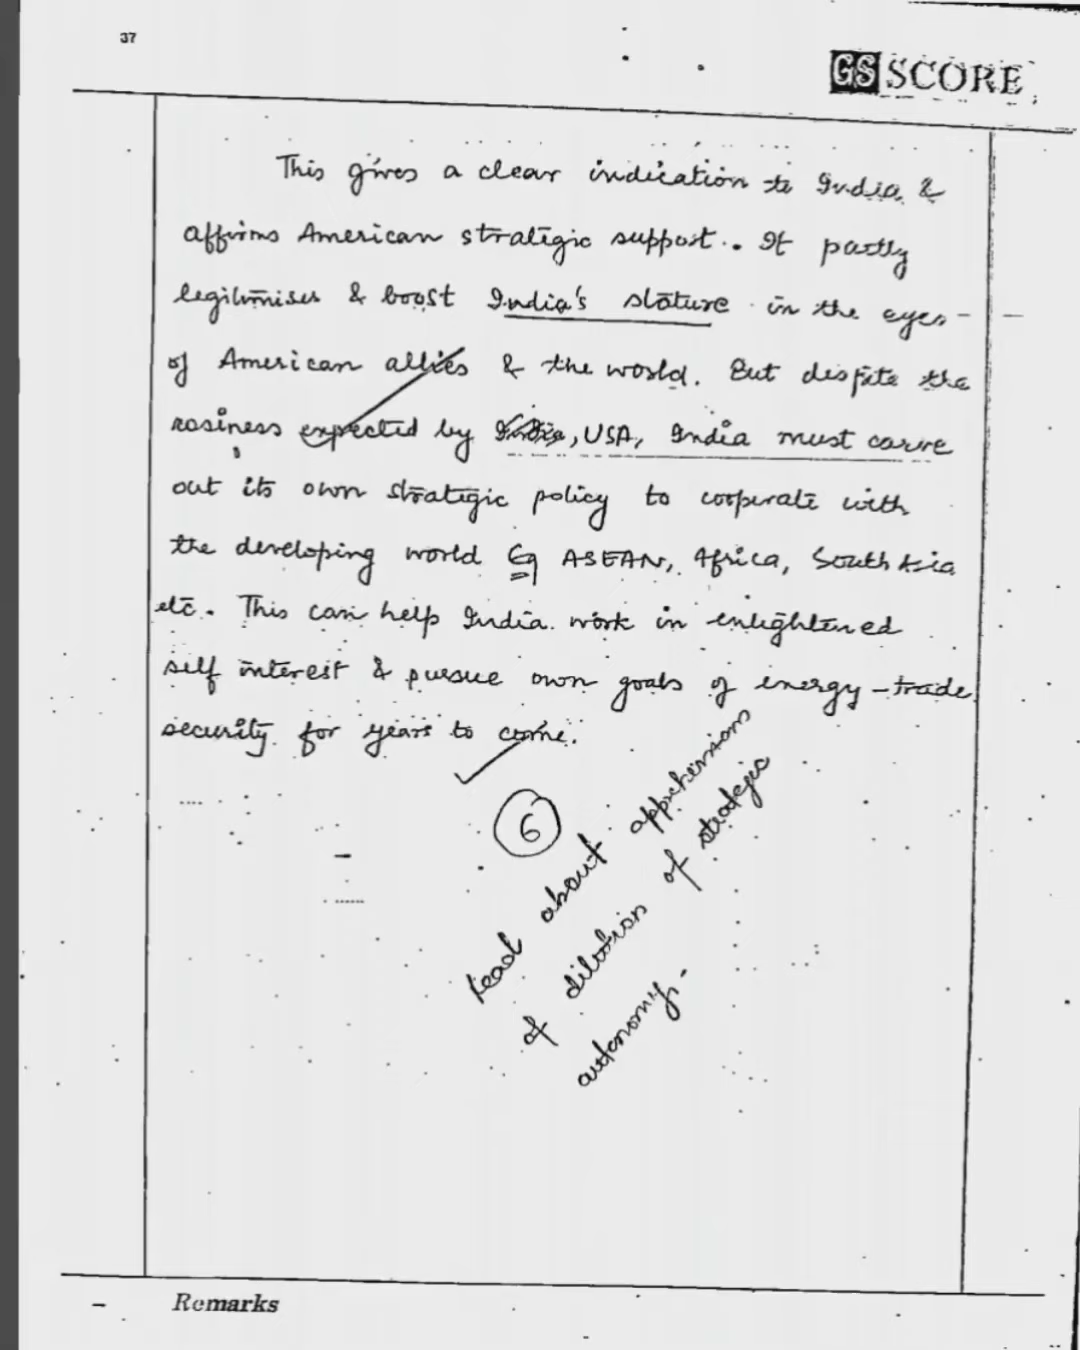 37
GS SCORE
This gives a clear indication to India &
affirms American strategic support. It partly
legitimises & boost India's stature in the eyes
of American allies & the world. But despite the
rosiness expected by India, USA, India must carve
out its own strategic policy to cooperate with
the developing world Eg ASEAN, Africa, South Asia
etc. This can help India work in enlightened
self interest & pursue own goals of energy-trade
security for years to come.
6
Read about apprehensions
of dilution of strategic
autonomy.
Remarks